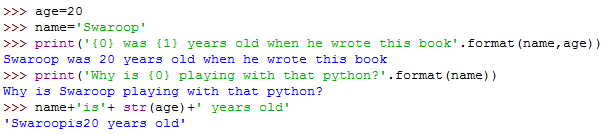 >>> age=20
>>> name='Swaroop'
>>> print('{0} was {1} years old when he wrote this book'.format(name,age))
Swaroop was 20 years old when he wrote this book
>>> print('Why is {0} playing with that python?'.format(name))
Why is Swaroop playing with that python?
>>> name+'is'+ str(age)+' years old'
'Swaroopis20 years old'